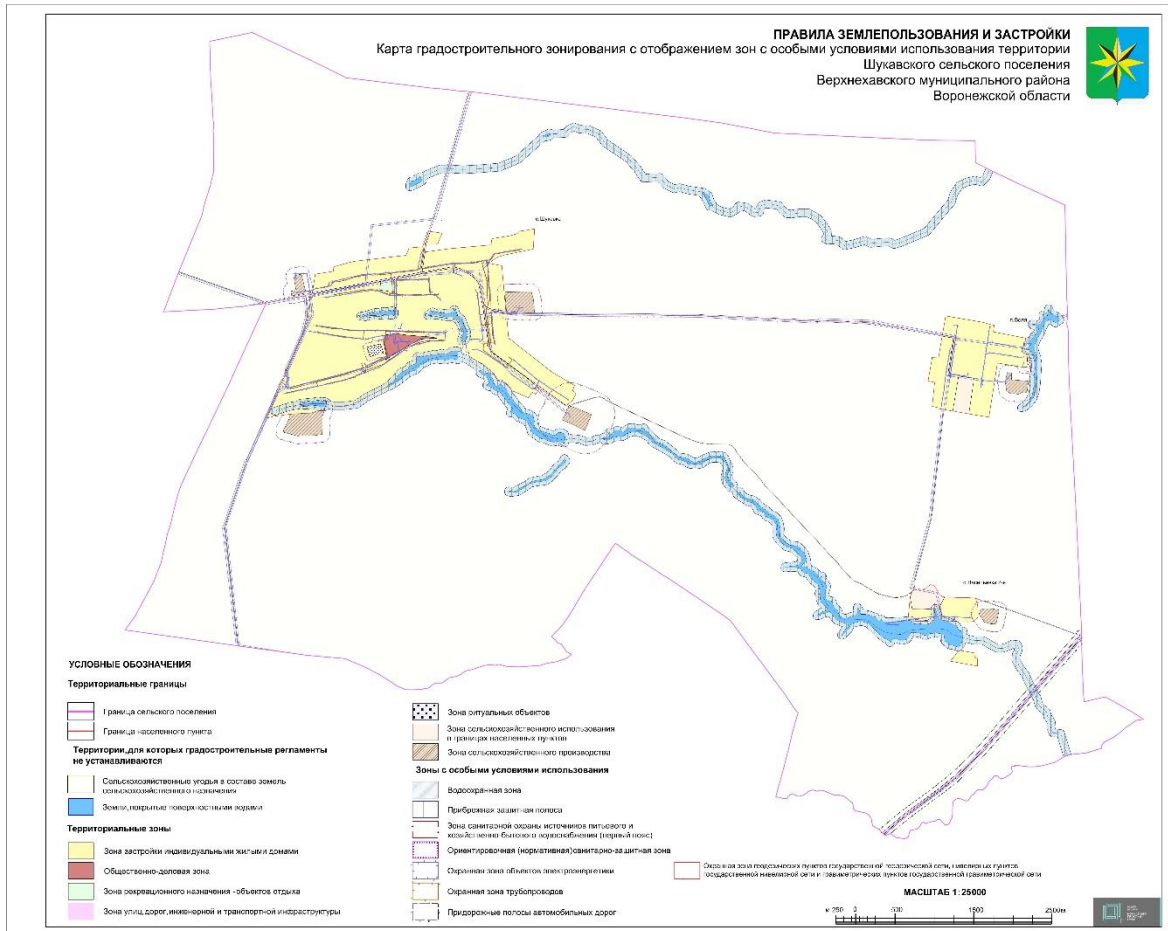 ПРАВИЛА ЗЕМЛЕПОЛЬЗОВАНИЯ И ЗАСТРОЙКИ
Карта градостроительного зонирования с отображением зон с особыми условиями использования территории
Шукавского сельского поселения
Верхнехавского муниципального района
Воронежской области
УСЛОВНЫЕ ОБОЗНАЧЕНИЯ
Территориальные границы
Граница сельского поселения
Граница населенного пункта
Территории, для которых градостроительные регламенты
не устанавливаются
Сельскохозяйственные угодья в составе земель
сельскохозяйственного назначения
Земли, покрытые поверхностными водами
Территориальные зоны
Зона застройки индивидуальными жилыми домами
Общественно-деловая зона
Зона рекреационного назначения - объектов отдыха
Зона улиц, дорог, инженерной и транспортной инфраструктуры
Зона ритуальных объектов
Зона сельскохозяйственного использования
в границах населенных пунктов
Зона сельскохозяйственного производства
Зоны с особыми условиями использования
Водоохранная зона
Прибрежная защитная полоса
Зона санитарной охраны источников питьевого и
хозяйственно-бытового водоснабжения (первый пояс)
Ориентировочная (нормативная) санитарно-защитная зона
Охранная зона объектов электроэнергетики
Охранная зона трубопроводов
Придорожные полосы автомобильных дорог
Охранная зона геодезических пунктов государственной геодезической сети, нивелирных пунктов
государственной нивелирной сети и гравиметрических пунктов государственной гравиметрической сети
МАСШТАБ 1:25000
м 250 0 500 1500 2500м